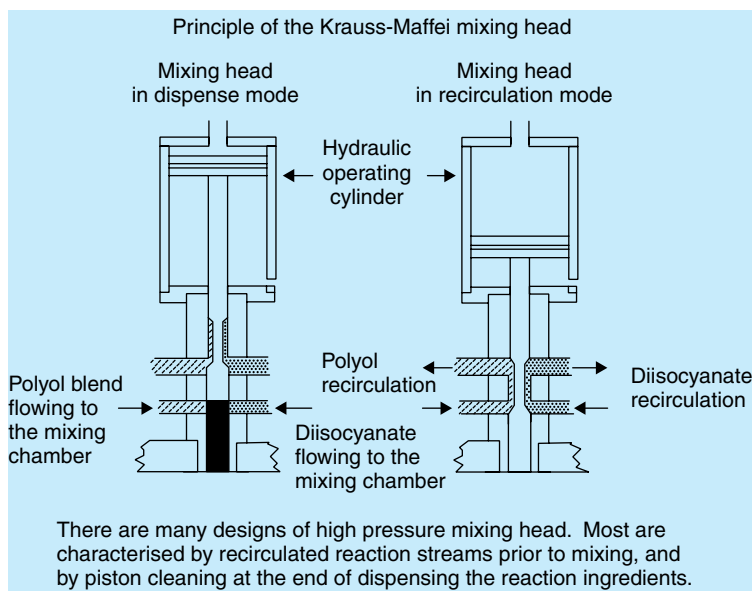 Principle of the Krauss-Maffei mixing head
Mixing head
in dispense mode
Mixing head
in recirculation mode
Hydraulic
operating
cylinder
Polyol blend
flowing to
the mixing
chamber
Polyol
recirculation
Diisocyanate
flowing to the
mixing chamber
Diisocyanate
recirculation
There are many designs of high pressure mixing head. Most are
characterised by recirculated reaction streams prior to mixing, and
by piston cleaning at the end of dispensing the reaction ingredients.